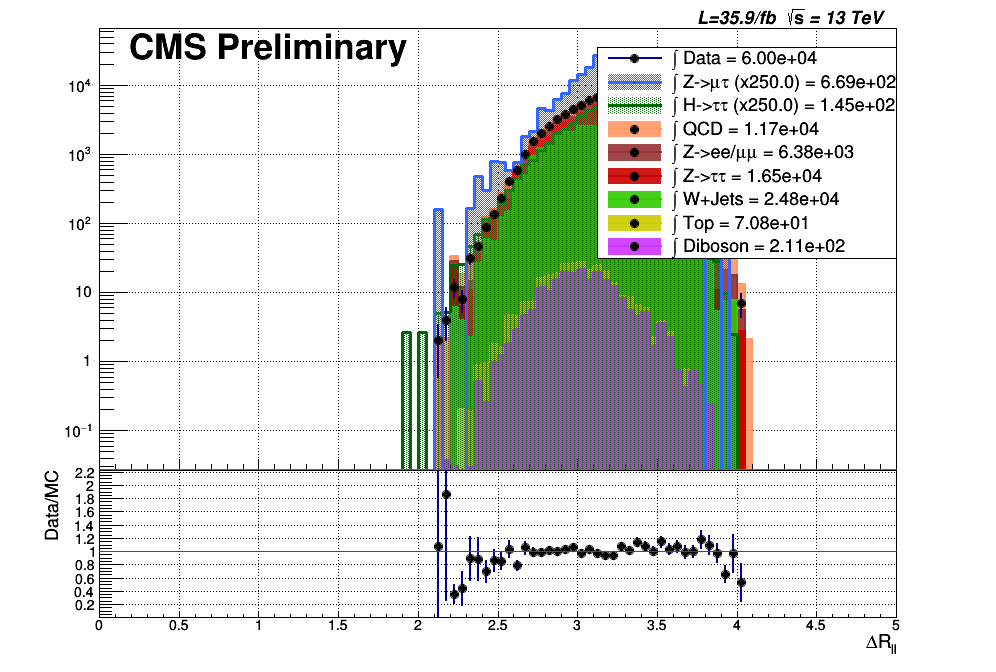 L=35.9/fb √s = 13 TeV
CMS Preliminary
∫ Data = 6.00e+04
∫ Z->μτ (x250.0) = 6.69e+02
∫ H->ττ (x250.0) = 1.45e+02
∫ QCD = 1.17e+04
∫ Z->ee/μμ = 6.38e+03
∫ Z->ττ = 1.65e+04
∫ W+Jets = 2.48e+04
∫ Top = 7.08e+01
∫ Diboson = 2.11e+02
10⁴
10³
10²
10
1
10⁻¹
Data/MC
2.2
2
1.8
1.6
1.4
1.2
1
0.8
0.6
0.4
0.2
0 0.5 1 1.5 2 2.5 3 3.5 4 4.5 5
ΔR_ll